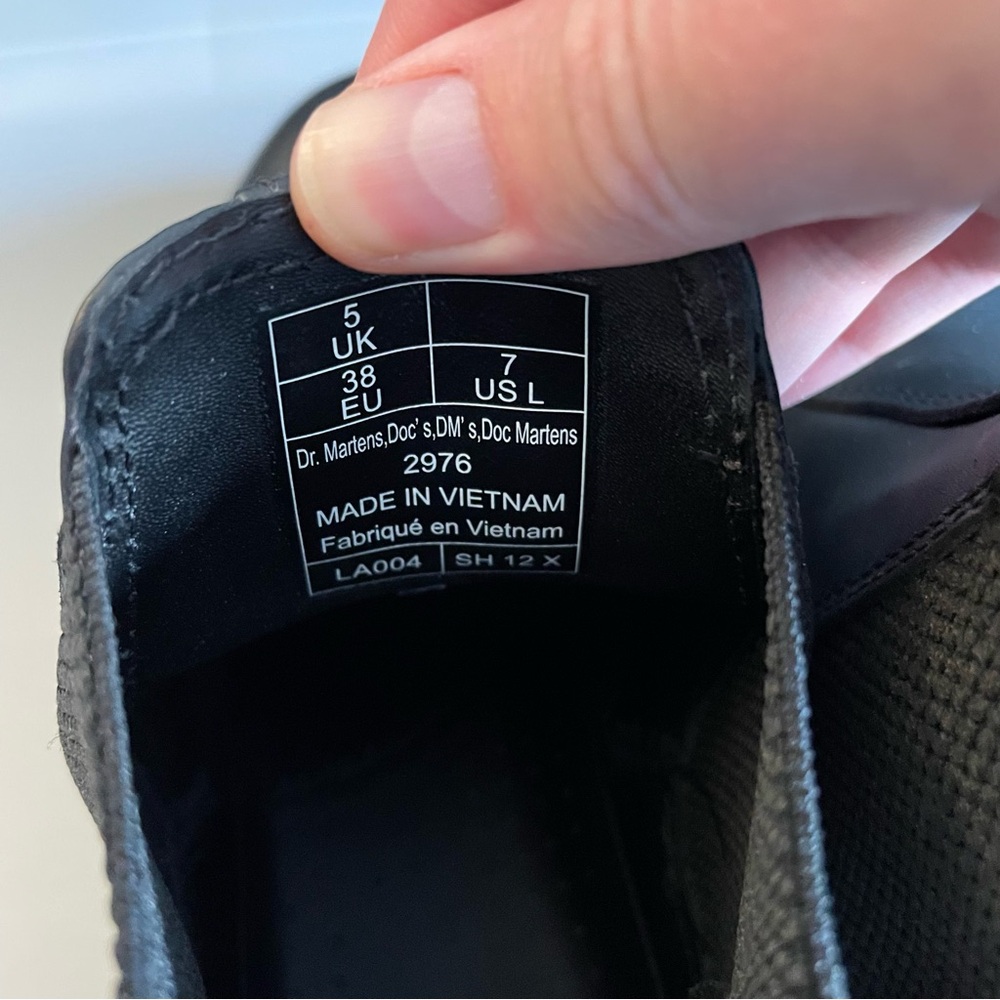 5
UK
38
EU
7
US L
Dr. Martens,Doc's,DM's,Doc Martens
2976
MADE IN VIETNAM
Fabriqué en Vietnam
LA004
SH 12 X